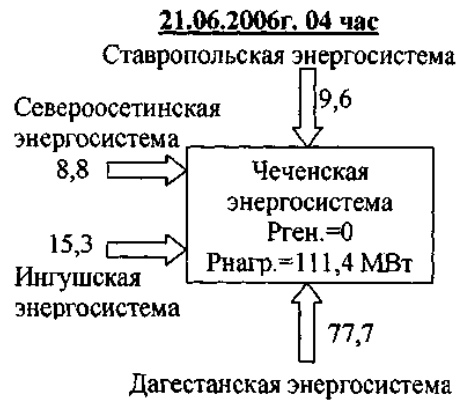 21.06.2006г. 04 час
Ставропольская энергосистема
9,6
Североосетинская
энергосистема
8,8
Чеченская
энергосистема
Рген.=0
Рнагр.=111,4 МВт
15,3
Ингушская
энергосистема
77,7
Дагестанская энергосистема